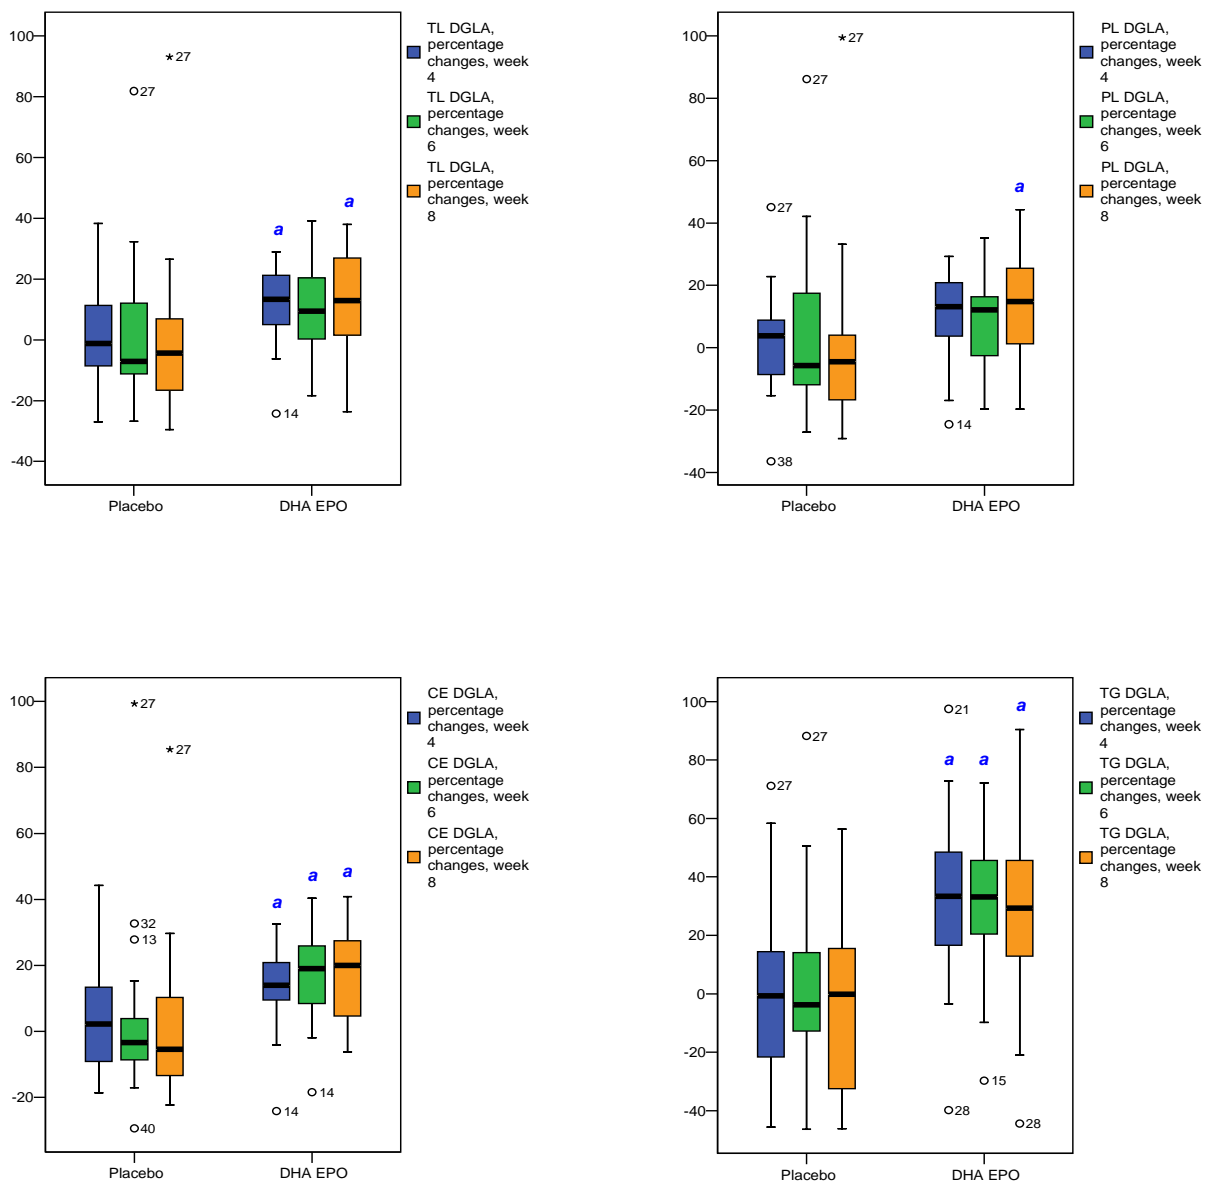 100
80
60
40
20
0
-20
-40
*27
27
a
a
14
Placebo
DHA EPO
TL DGLA,
percentage
changes, week
4
TL DGLA,
percentage
changes, week
6
TL DGLA,
percentage
changes, week
8
100
80
60
40
20
0
-20
-40
*27
27
27
38
a
14
Placebo
DHA EPO
PL DGLA,
percentage
changes, week
4
PL DGLA,
percentage
changes, week
6
PL DGLA,
percentage
changes, week
8
100
80
60
40
20
0
-20
*27
*27
32
13
40
a
a
a
14
14
Placebo
DHA EPO
CE DGLA,
percentage
changes, week
4
CE DGLA,
percentage
changes, week
6
CE DGLA,
percentage
changes, week
8
100
80
60
40
20
0
-20
-40
27
27
21
a
a
a
28
15
28
Placebo
DHA EPO
TG DGLA,
percentage
changes, week
4
TG DGLA,
percentage
changes, week
6
TG DGLA,
percentage
changes, week
8